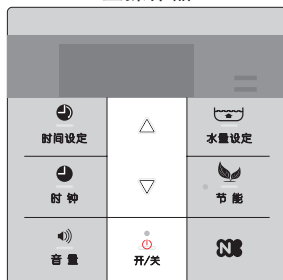 时间设定
水量设定
时 钟
节 能
音 量
开/关